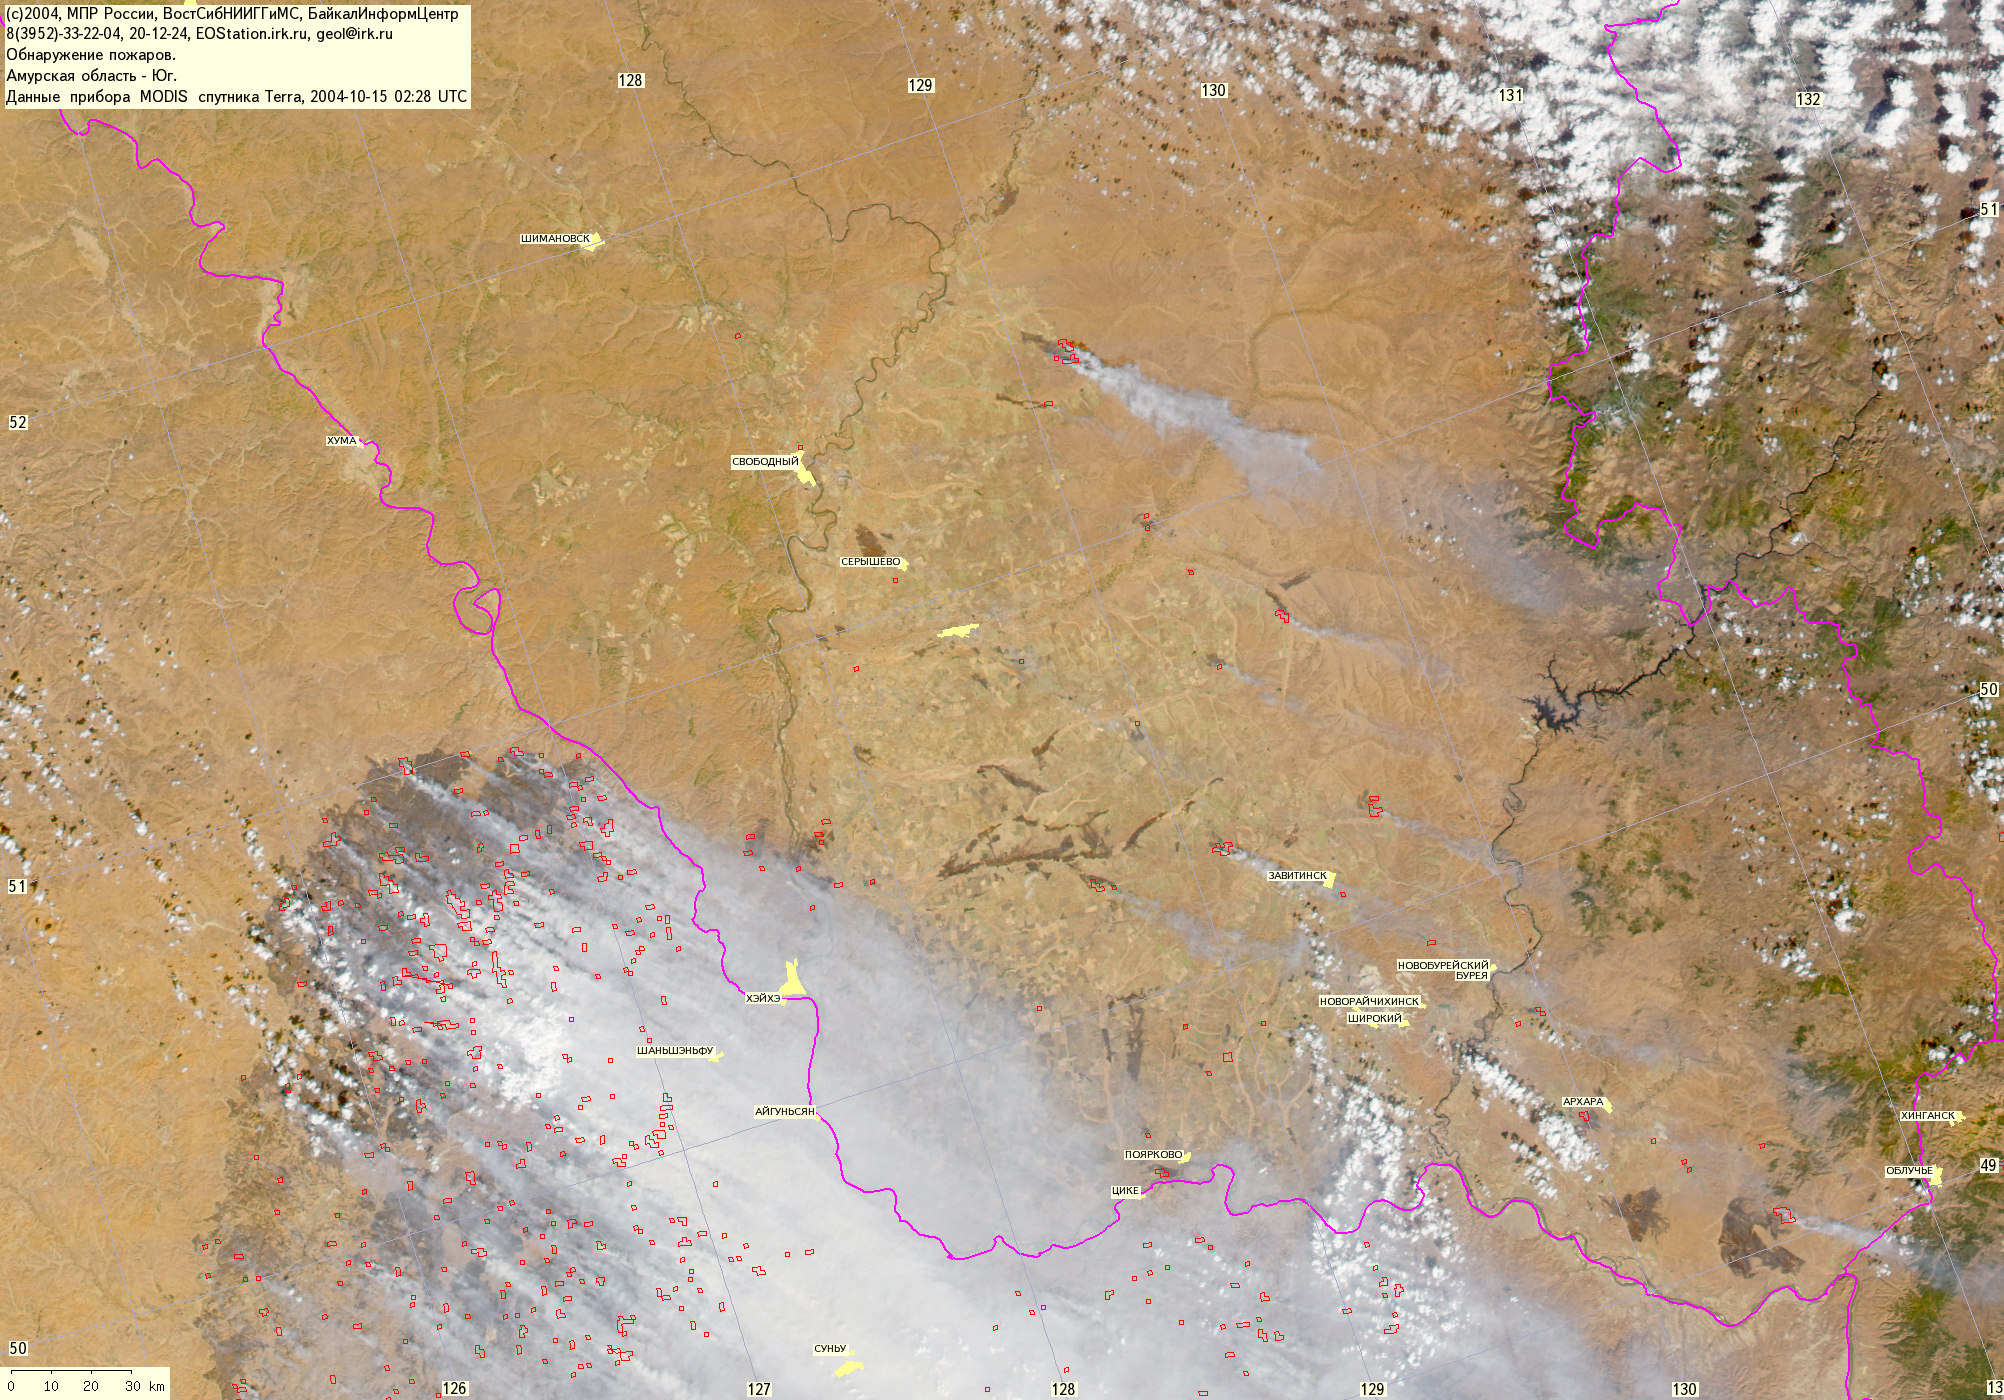 (c)2004, МПР России, ВостСибНИИГГиМС, БайкалИнформЦентр
8(3952)-33-22-04, 20-12-24, EOStation.irk.ru, geol@irk.ru
Обнаружение пожаров.
Амурская область - Юг.
Данные прибора MODIS спутника Terra, 2004-10-15 02:28 UTC
128
129
130
131
132
51
ШИМАНОВСК
52
ХУМА
СВОБОДНЫЙ
СЕРЫШЕВО
50
51
ЗАВИТИНСК
НОВОБУРЕЙСКИЙ
БУРЕЯ
ХЭЙХЭ
НОВОРАЙЧИХИНСК
ШИРОКИЙ
ШАНЬШЭНЬФУ
АЙГУНЬСЯН
АРХАРА
ХИНГАНСК
ПОЯРКОВО
ОБЛУЧЬЕ
49
ЦИКЕ
50
СУНЬУ
0 10 20 30 km
126
127
128
129
130
13